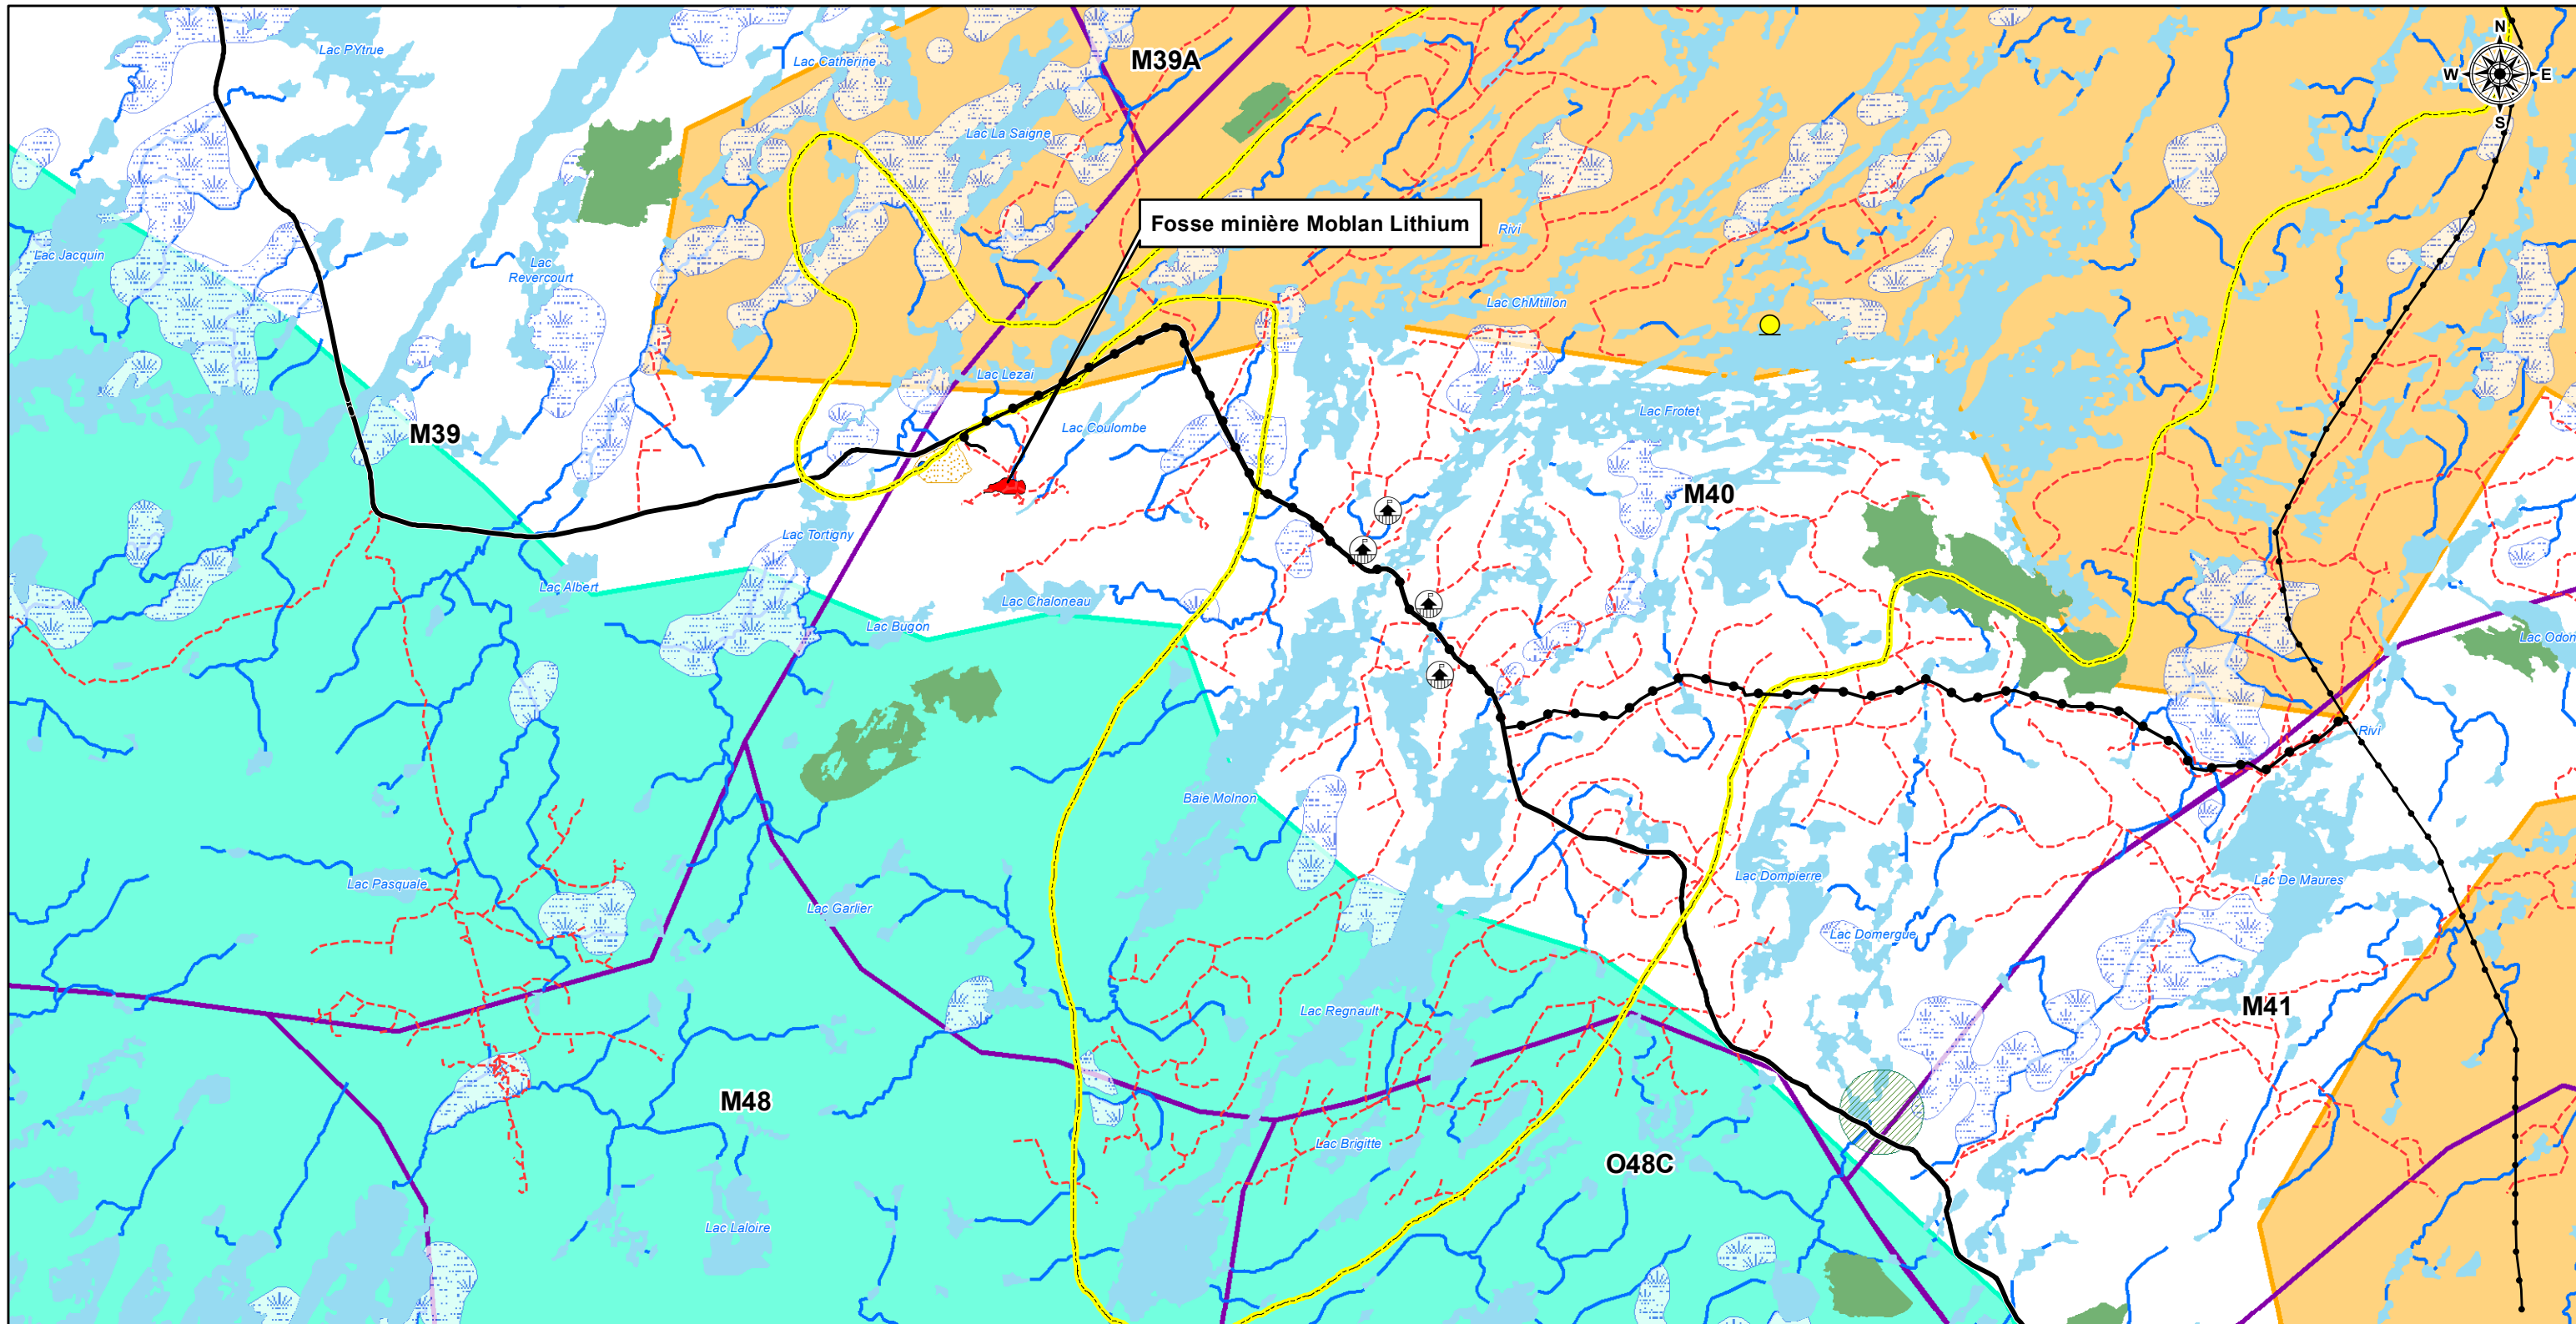 N
W
E
S
Lac PYtrue
Lac Catherine
M39A
Lac La Saigne
Fosse minière Moblan Lithium
Rivi
Lac Jacquin
Lac
Revercourt
Lac ChMtillon
Lac Lezai
Lac Frotet
M39
Lac Coulombe
M40
Lac Tortigny
Lac Albert
Lac Chaloneau
Lac Bugon
Lac Odon
Rivi
Baie Molnon
Lac Pasquale
Lac Garlier
Lac Dompierre
Lac De Maures
Lac Domergue
Lac Regnault
M41
M48
Lac Brigitte
O48C
Lac Laloire